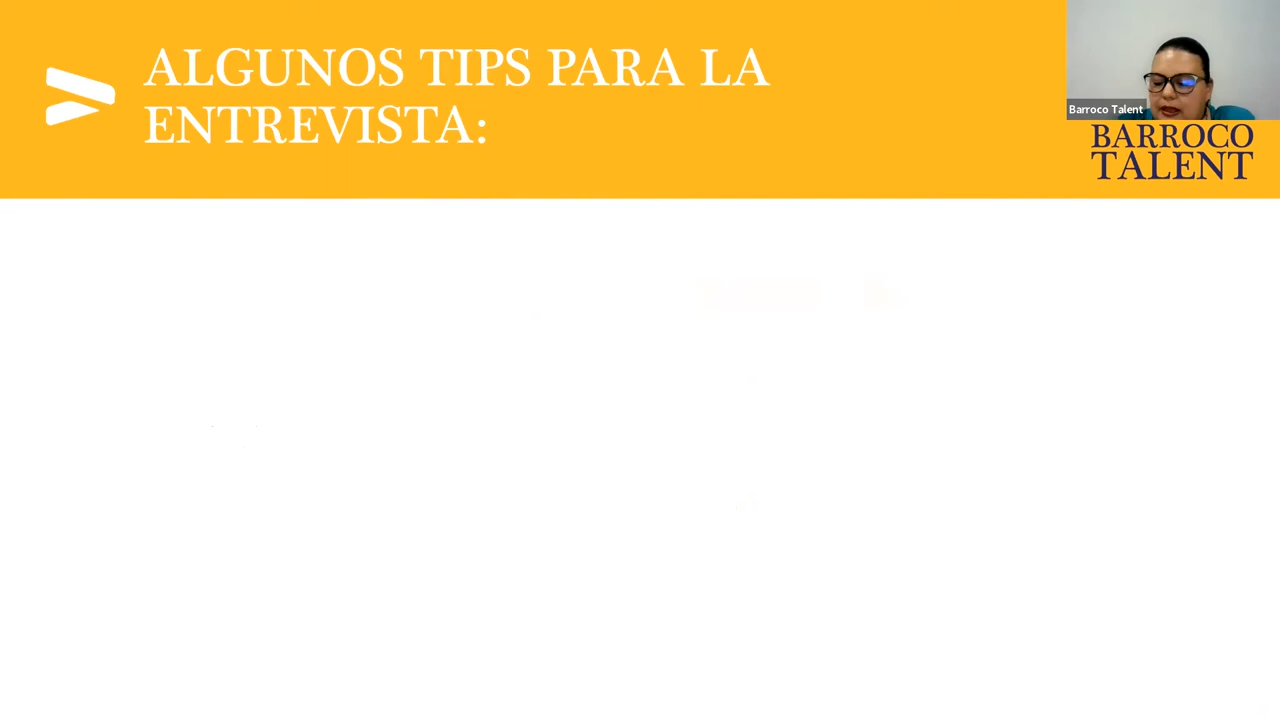 ALGUNOS TIPS PARA LA
ENTREVISTA:
Barroco Talent
BARROCO
TALENT